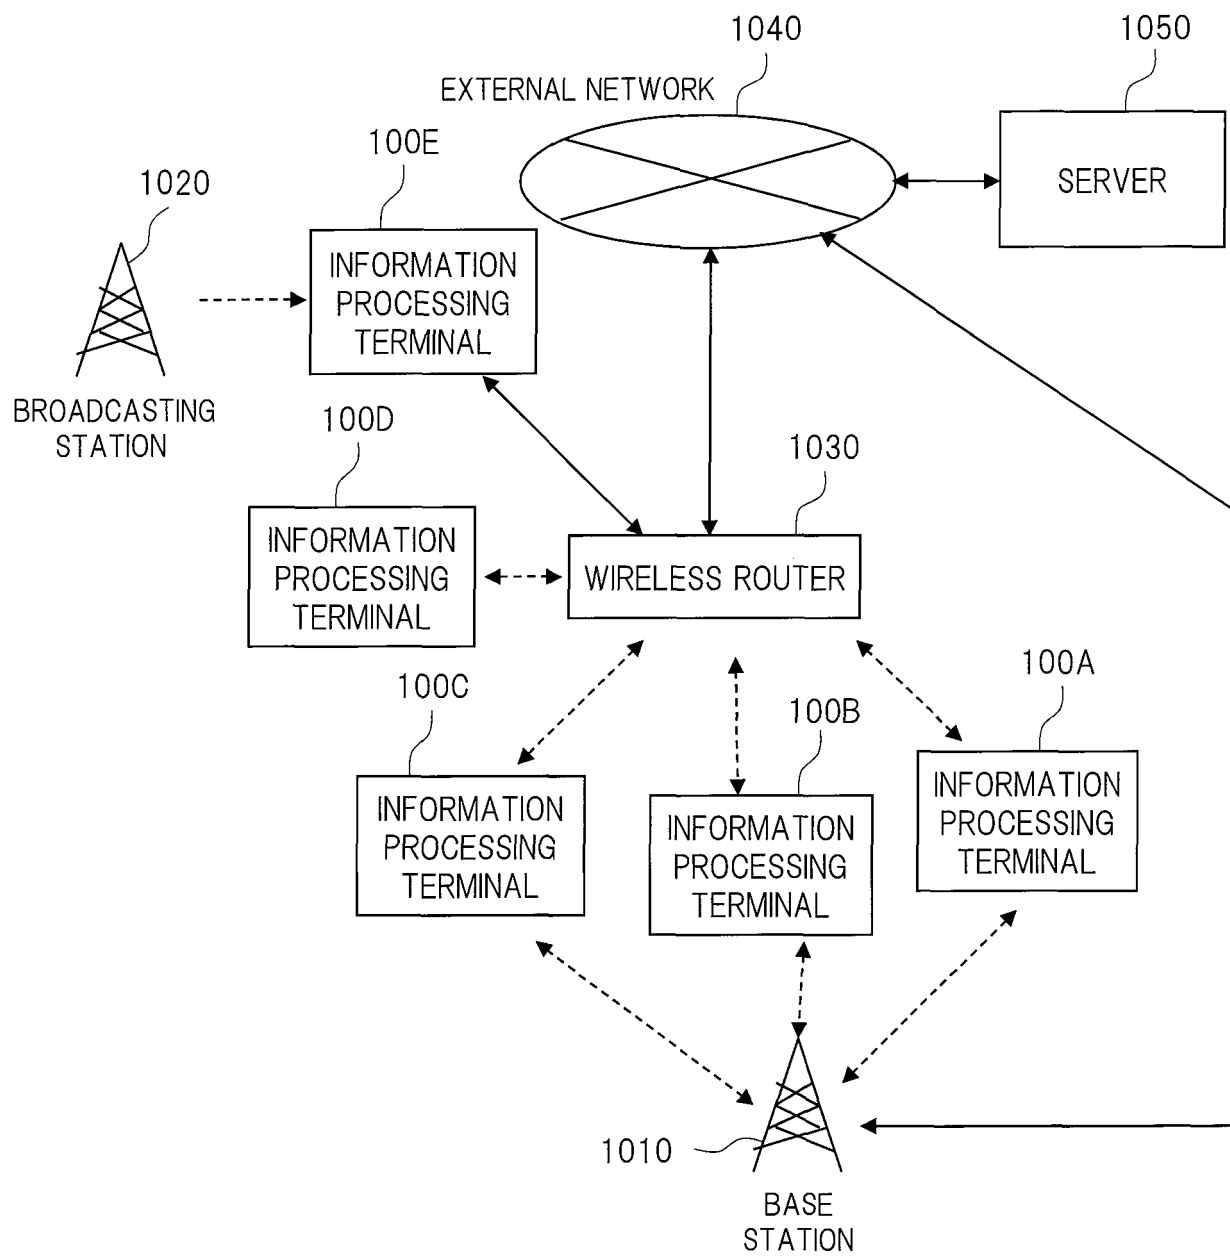 1040
1050
EXTERNAL NETWORK
100E
1020
SERVER
INFORMATION
PROCESSING
TERMINAL
BROADCASTING
STATION
100D
1030
INFORMATION
PROCESSING
TERMINAL
WIRELESS ROUTER
100C
100B
100A
INFORMATION
PROCESSING
TERMINAL
INFORMATION
PROCESSING
TERMINAL
INFORMATION
PROCESSING
TERMINAL
1010
BASE
STATION